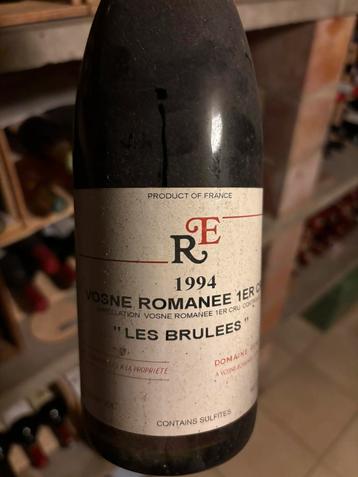 PRODUCT OF FRANCE
RE
1994
VOSNE ROMANEE 1ER
APPELLATION VOSNE ROMANEE 1ER CRU
" LES BRULEES "
A LA PROPRIETE
DOMAINE
A VOSNE
CONTAINS SULFITES